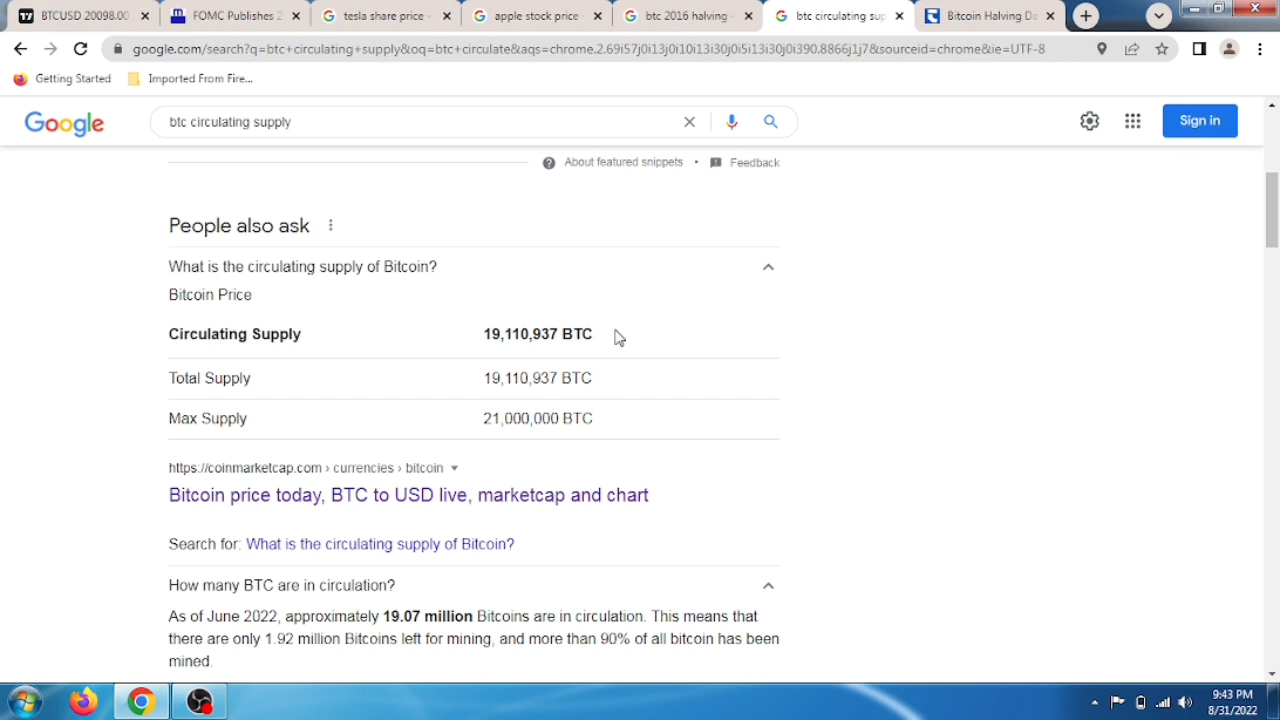 BTCUSD 20098.00
FOMC Publishes 2
tesla share price -
btc 2016 halving -
btc circulating sup
Bitcoin Halving Da
google.com/search?q=btc+circulating+supply&oq=btc+circulate&aqs=chrome.2.69i57j0i13j0i10i13i30j0i5i13i30j0i390.8866j1j7&sourceid=chrome&ie=UTF-8
Getting Started
Imported From Fire...
Google
btc circulating supply
Sign in
About featured snippets • Feedback
People also ask
What is the circulating supply of Bitcoin?
Bitcoin Price
Circulating Supply 19,110,937 BTC
Total Supply 19,110,937 BTC
Max Supply 21,000,000 BTC
https://coinmarketcap.com › currencies › bitcoin
Bitcoin price today, BTC to USD live, marketcap and chart
Search for: What is the circulating supply of Bitcoin?
How many BTC are in circulation?
As of June 2022, approximately 19.07 million Bitcoins are in circulation. This means that
there are only 1.92 million Bitcoins left for mining, and more than 90% of all bitcoin has been
mined.
9:43 PM
8/31/2022